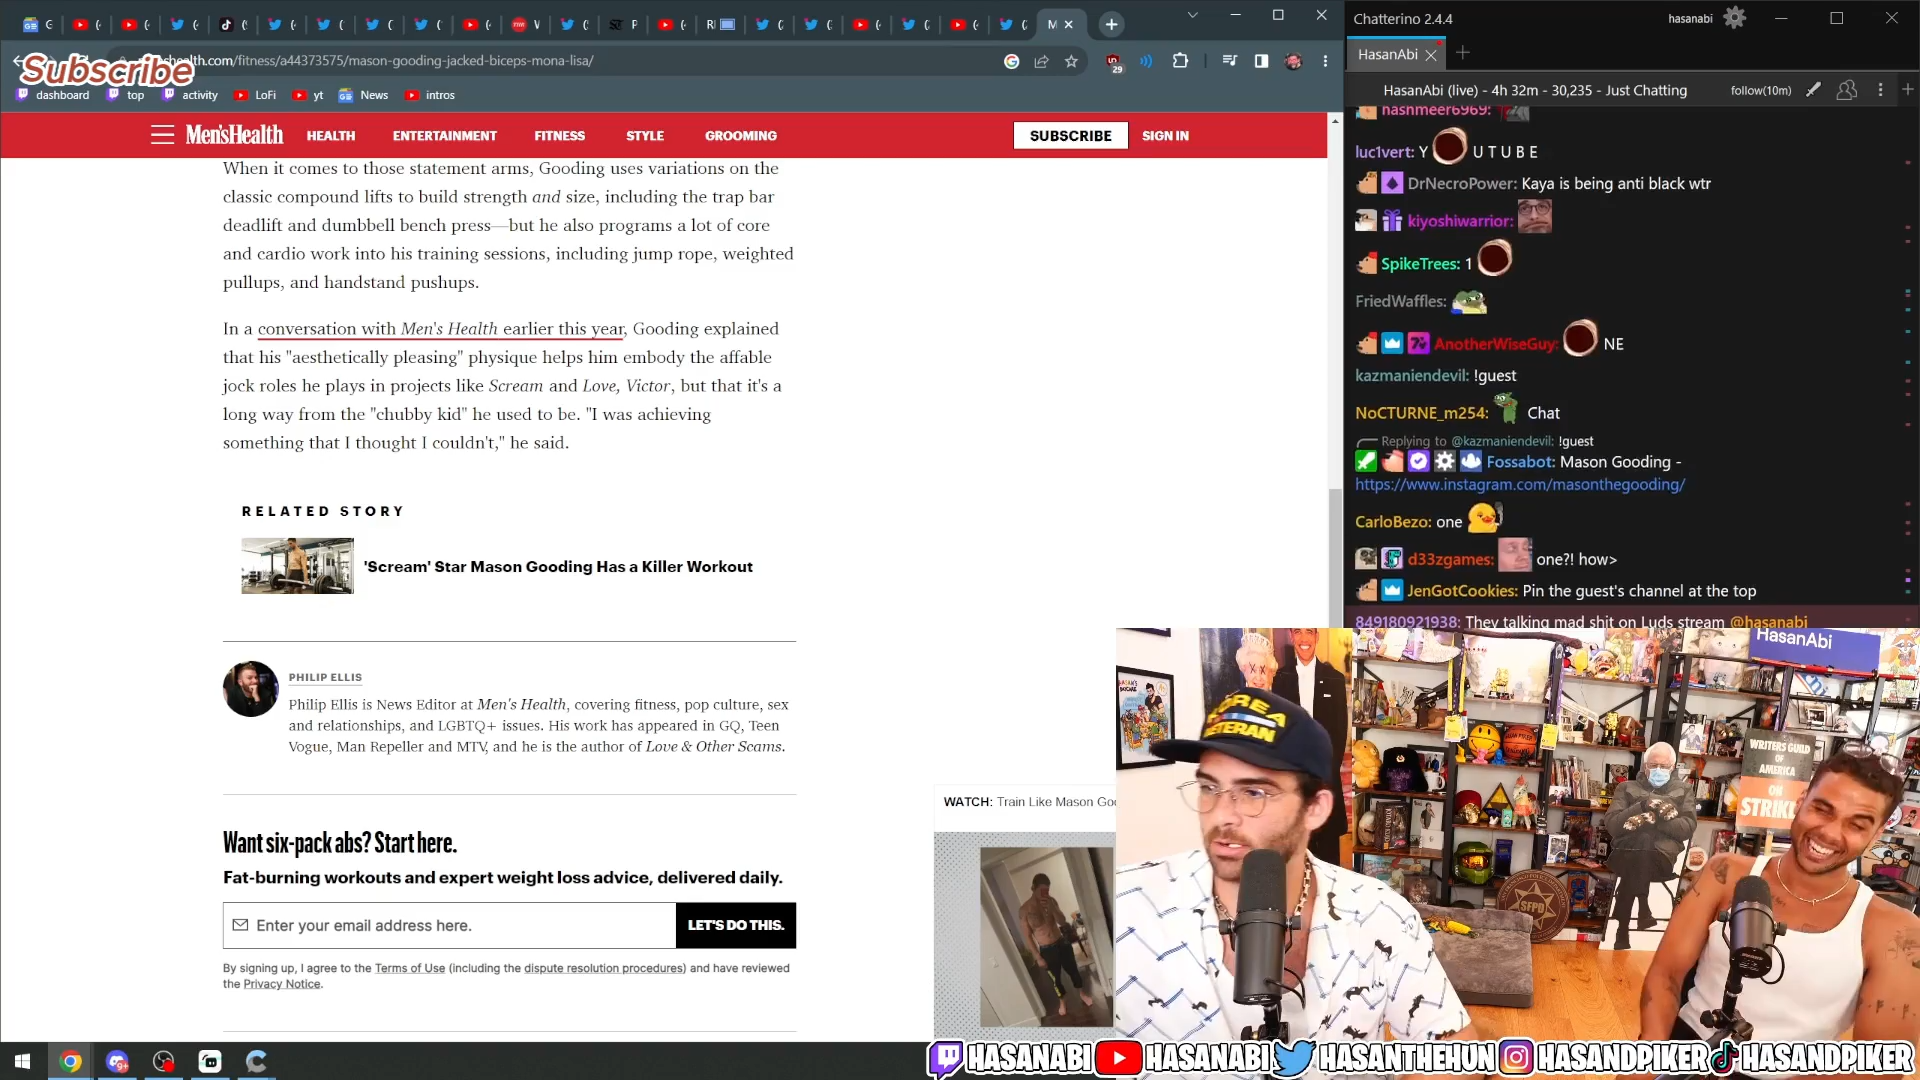 Subscribe
shealth.com/fitness/a44373575/mason-gooding-jacked-biceps-mona-lisa/
29
dashboard top activity LoFi yt News intros
Men'sHealth HEALTH ENTERTAINMENT FITNESS STYLE GROOMING SUBSCRIBE SIGN IN
When it comes to those statement arms, Gooding uses variations on the
classic compound lifts to build strength and size, including the trap bar
deadlift and dumbbell bench press—but he also programs a lot of core
and cardio work into his training sessions, including jump rope, weighted
pullups, and handstand pushups.
In a conversation with Men's Health earlier this year, Gooding explained
that his "aesthetically pleasing" physique helps him embody the affable
jock roles he plays in projects like Scream and Love, Victor, but that it's a
long way from the "chubby kid" he used to be. "I was achieving
something that I thought I couldn't," he said.
RELATED STORY
'Scream' Star Mason Gooding Has a Killer Workout
PHILIP ELLIS
Philip Ellis is News Editor at Men's Health, covering fitness, pop culture, sex
and relationships, and LGBTQ+ issues. His work has appeared in GQ, Teen
Vogue, Man Repeller and MTV, and he is the author of Love & Other Scams.
Want six-pack abs? Start here.
Fat-burning workouts and expert weight loss advice, delivered daily.
Enter your email address here. LET'S DO THIS.
By signing up, I agree to the Terms of Use (including the dispute resolution procedures) and have reviewed
the Privacy Notice.
WATCH: Train Like Mason Goo
Chatterino 2.4.4 hasanabi
HasanAbi
HasanAbi (live) - 4h 32m - 30,235 - Just Chatting follow(10m)
hashmeer6969:
luc1vert: Y U T U B E
DrNecroPower: Kaya is being anti black wtr
kiyoshiwarrior:
SpikeTrees: 1
FriedWaffles:
AnotherWiseGuy: NE
kazmaniendevil: !guest
NoCTURNE_m254: Chat
Replying to @kazmaniendevil: !guest
Fossabot: Mason Gooding -
https://www.instagram.com/masonthegooding/
CarloBezo: one
d33zgames: one?! how>
JenGotCookies: Pin the guest's channel at the top
849180921938: They talking mad shit on Luds stream @hasanabi
HasanAbi
KOREA
VETERAN
WRITERS GUILD
OF
AMERICA
ON
STRIKE
SFPD
HASANABI HASANABI HASANTHEHUN HASANDPIKER HASANDPIKER